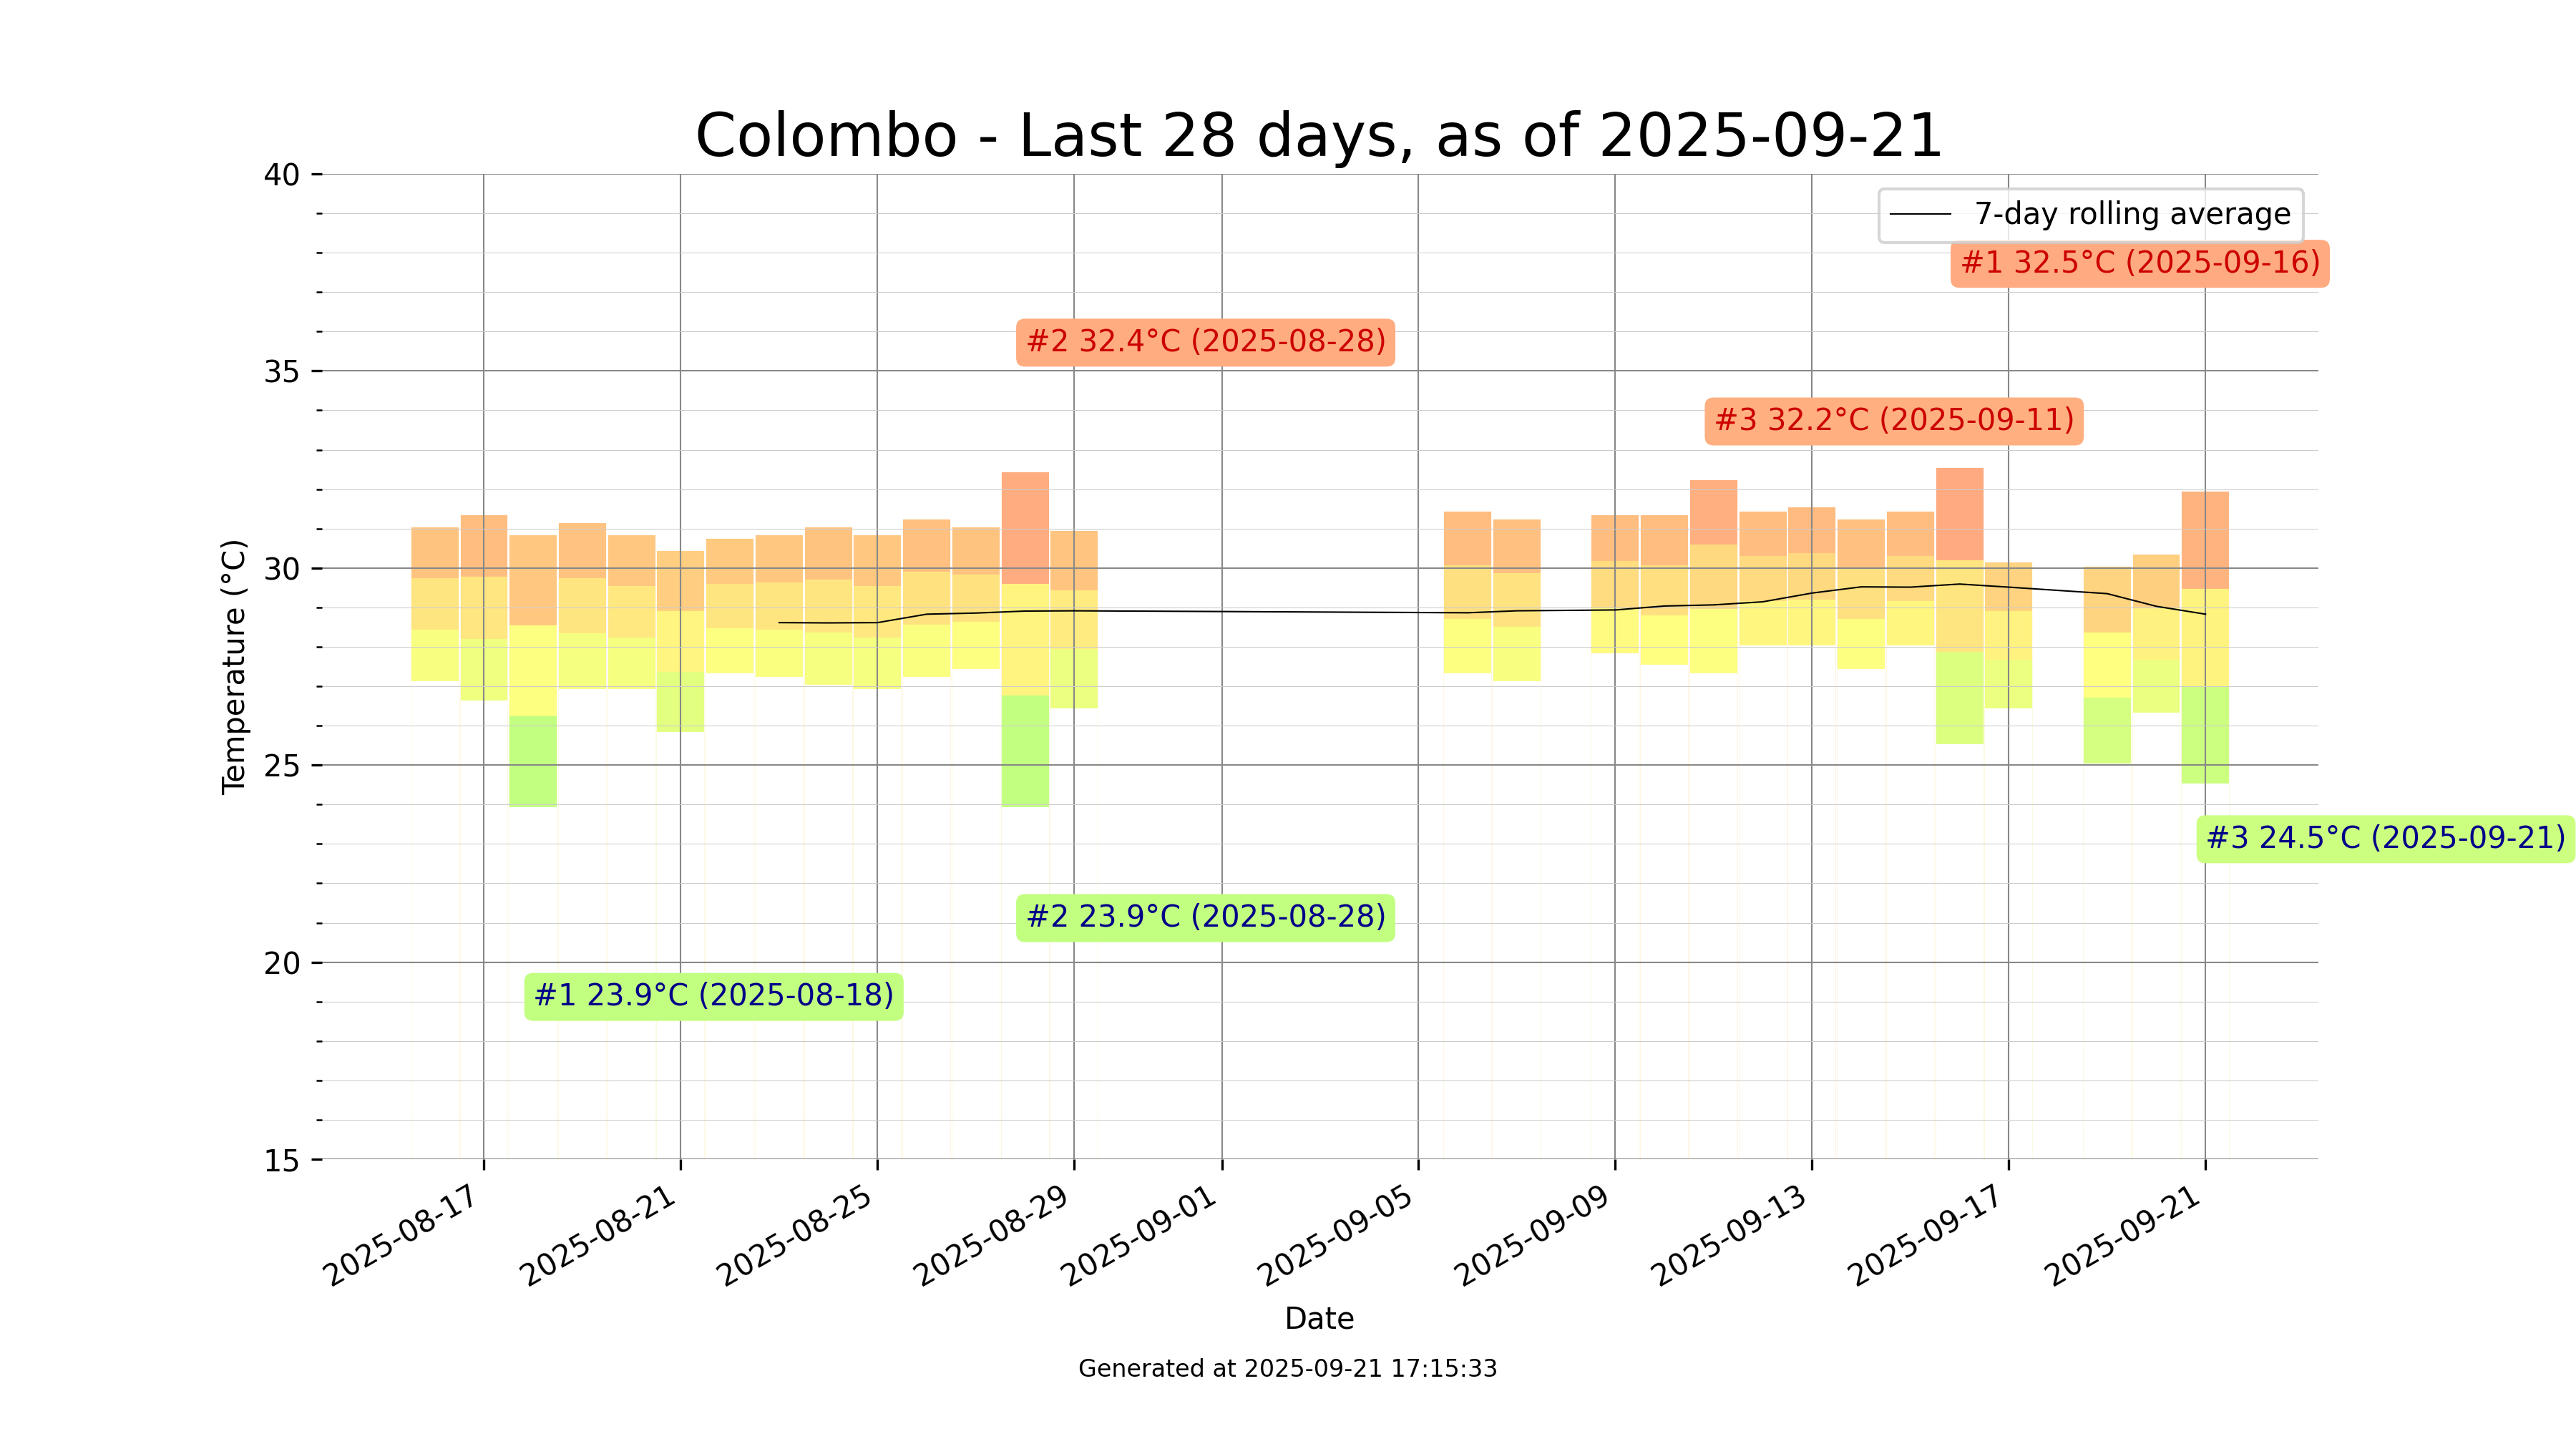 Colombo - Last 28 days, as of 2025-09-21
7-day rolling average
#1 32.5°C (2025-09-16)
#2 32.4°C (2025-08-28)
#3 32.2°C (2025-09-11)
#3 24.5°C (2025-09-21)
#2 23.9°C (2025-08-28)
#1 23.9°C (2025-08-18)
Temperature (°C)
40
35
30
25
20
15
2025-08-17
2025-08-21
2025-08-25
2025-08-29
2025-09-01
2025-09-05
2025-09-09
2025-09-13
2025-09-17
2025-09-21
Date
Generated at 2025-09-21 17:15:33